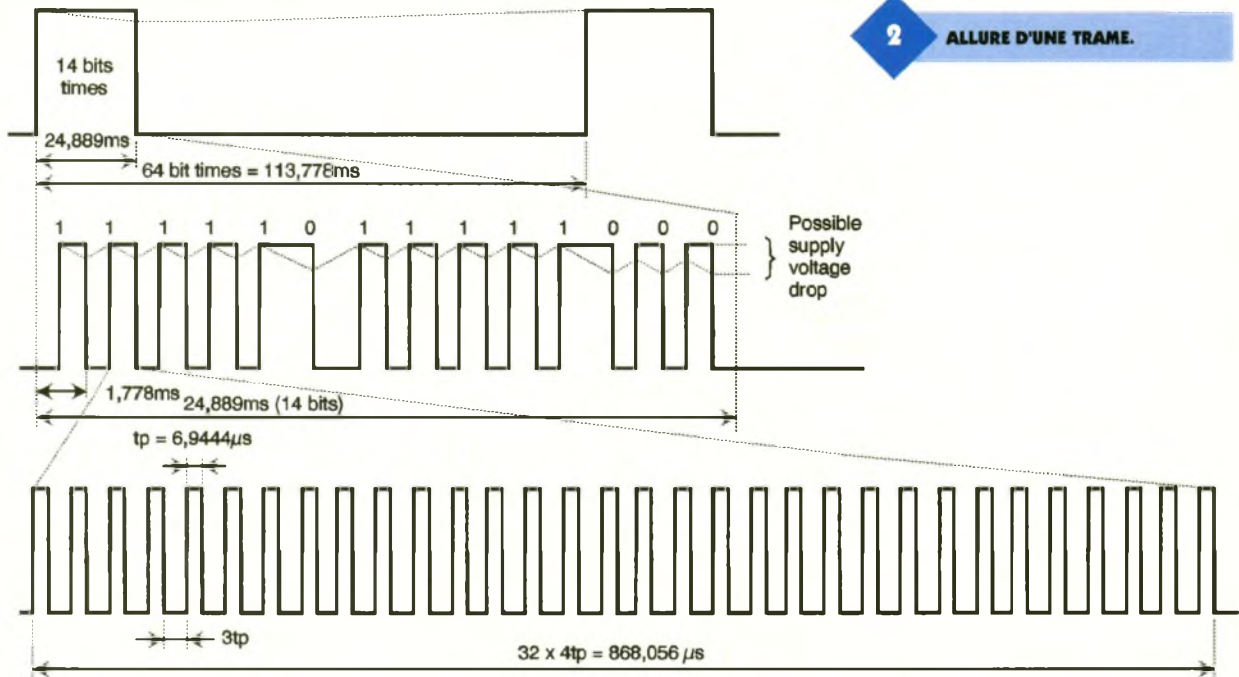 2 ALLURE D'UNE TRAME.
14 bits
times
24,889ms
64 bit times = 113,778ms
1 1 1 1 1 0 1 1 1 1 1 0 0 0
Possible
supply
voltage
drop
1,778ms
24,889ms (14 bits)
tp = 6,9444µs
3tp
32 x 4tp = 868,056 µs